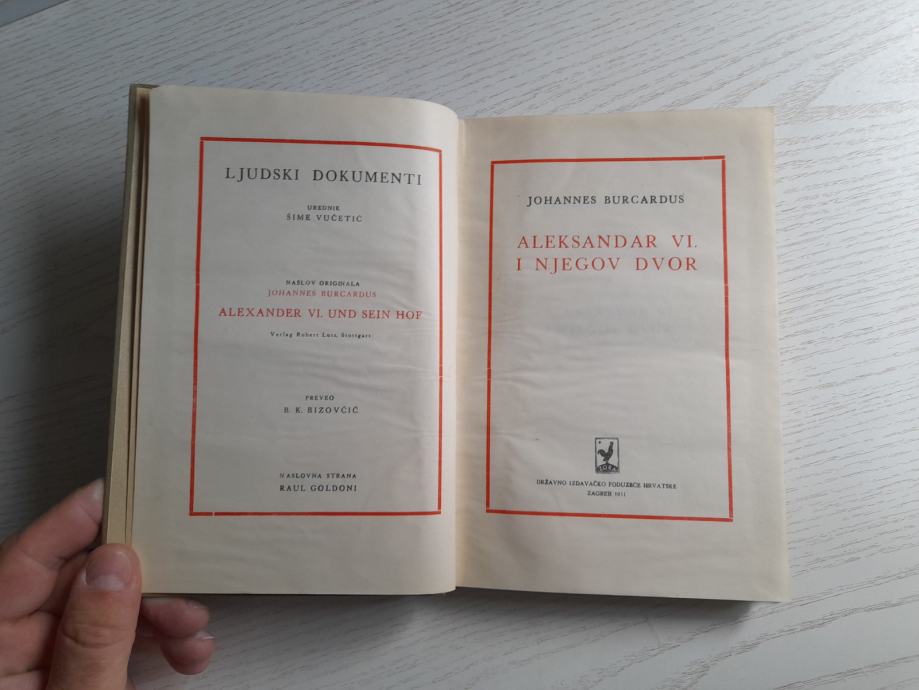 LJUDSKI DOKUMENTI
UREDNIK
ŠIME VUČETIĆ
NASLOV ORIGINALA
JOHANNES BURCARDUS
ALEXANDER VI. UND SEIN HOF
Verlag Robert Lutz, Stuttgart
PREVEO
B. K. BIZOVČIĆ
NASLOVNA STRANA
RAUL GOLDONI
JOHANNES BURCARDUS
ALEKSANDAR VI.
I NJEGOV DVOR
ZORA
DRŽAVNO IZDAVAČKO PODUZEĆE HRVATSKE
ZAGREB